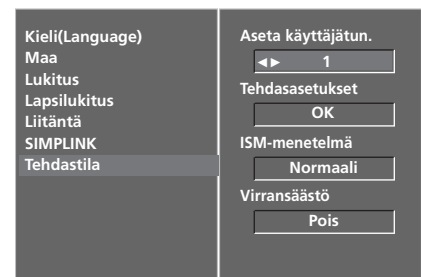 Kieli(Language)
Maa
Lukitus
Lapsilukitus
Liitäntä
SIMPLINK
Tehdastila
Aseta käyttäjätun.
◄► 1
Tehdasasetukset
OK
ISM-menetelmä
Normaali
Virransäästö
Pois